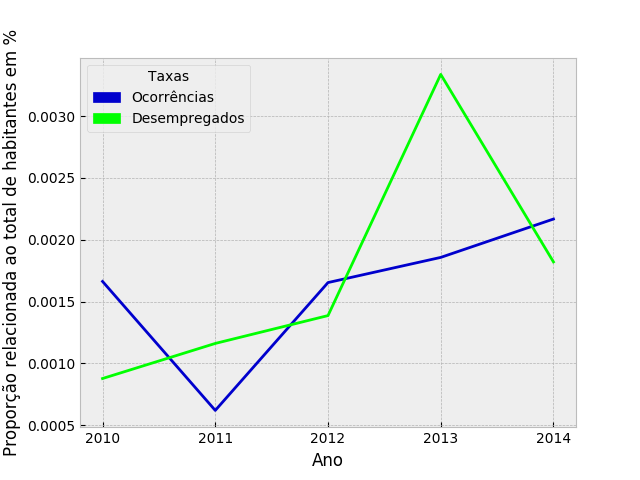 Proporção relacionada ao total de habitantes em %
Taxas
Ocorrências
Desempregados
0.0030
0.0025
0.0020
0.0015
0.0010
0.0005
2010 2011 2012 2013 2014
Ano